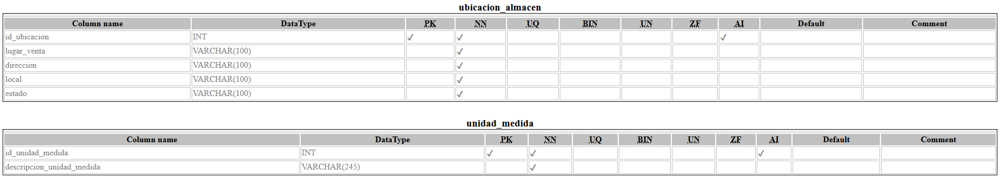 ubicacion_almacen
Column name DataType PK NN UQ BIN UN ZF AI Default Comment
id_ubicacion INT ✓ ✓ ✓
lugar_venta VARCHAR(100) ✓
direccion VARCHAR(100) ✓
local VARCHAR(100) ✓
estado VARCHAR(100) ✓
unidad_medida
Column name DataType PK NN UQ BIN UN ZF AI Default Comment
id_unidad_medida INT ✓ ✓ ✓
descripcion_unidad_medida VARCHAR(245) ✓